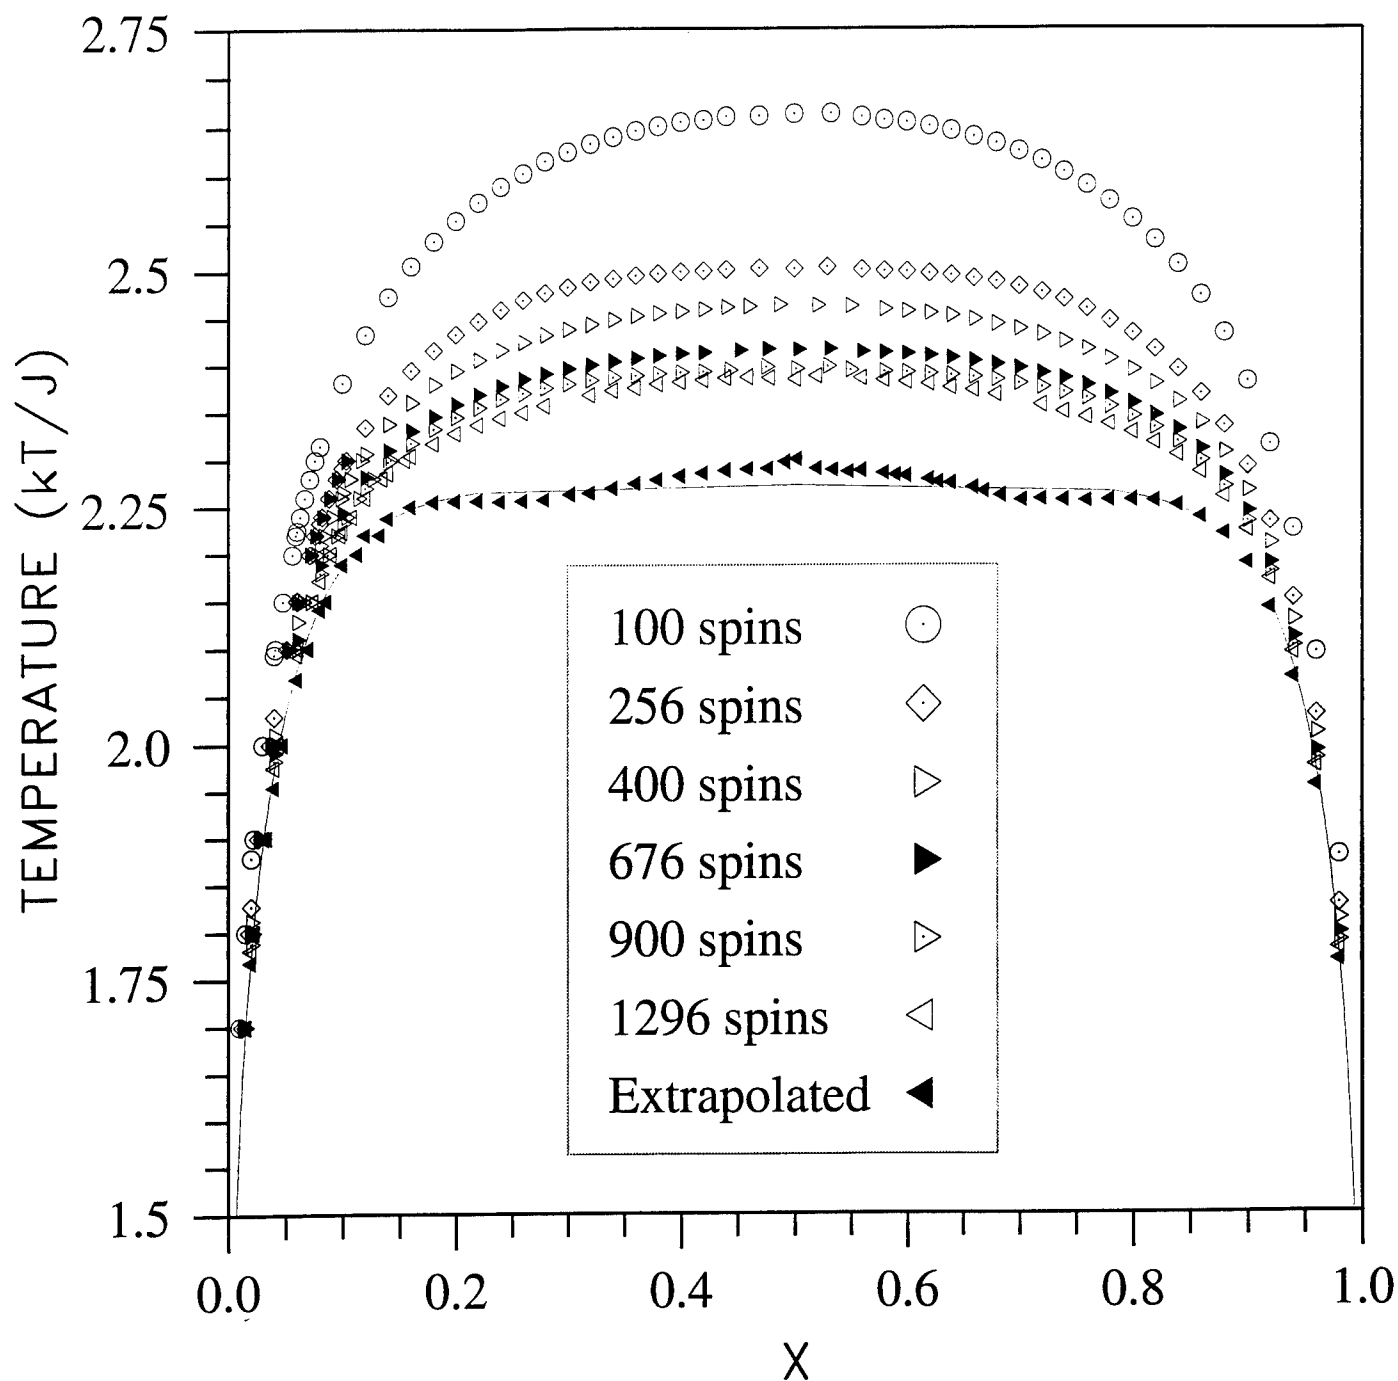 2.75
2.5
2.25
2.0
1.75
1.5
TEMPERATURE (kT/J)
100 spins
256 spins
400 spins
676 spins
900 spins
1296 spins
Extrapolated
0.0 0.2 0.4 0.6 0.8 1.0
X